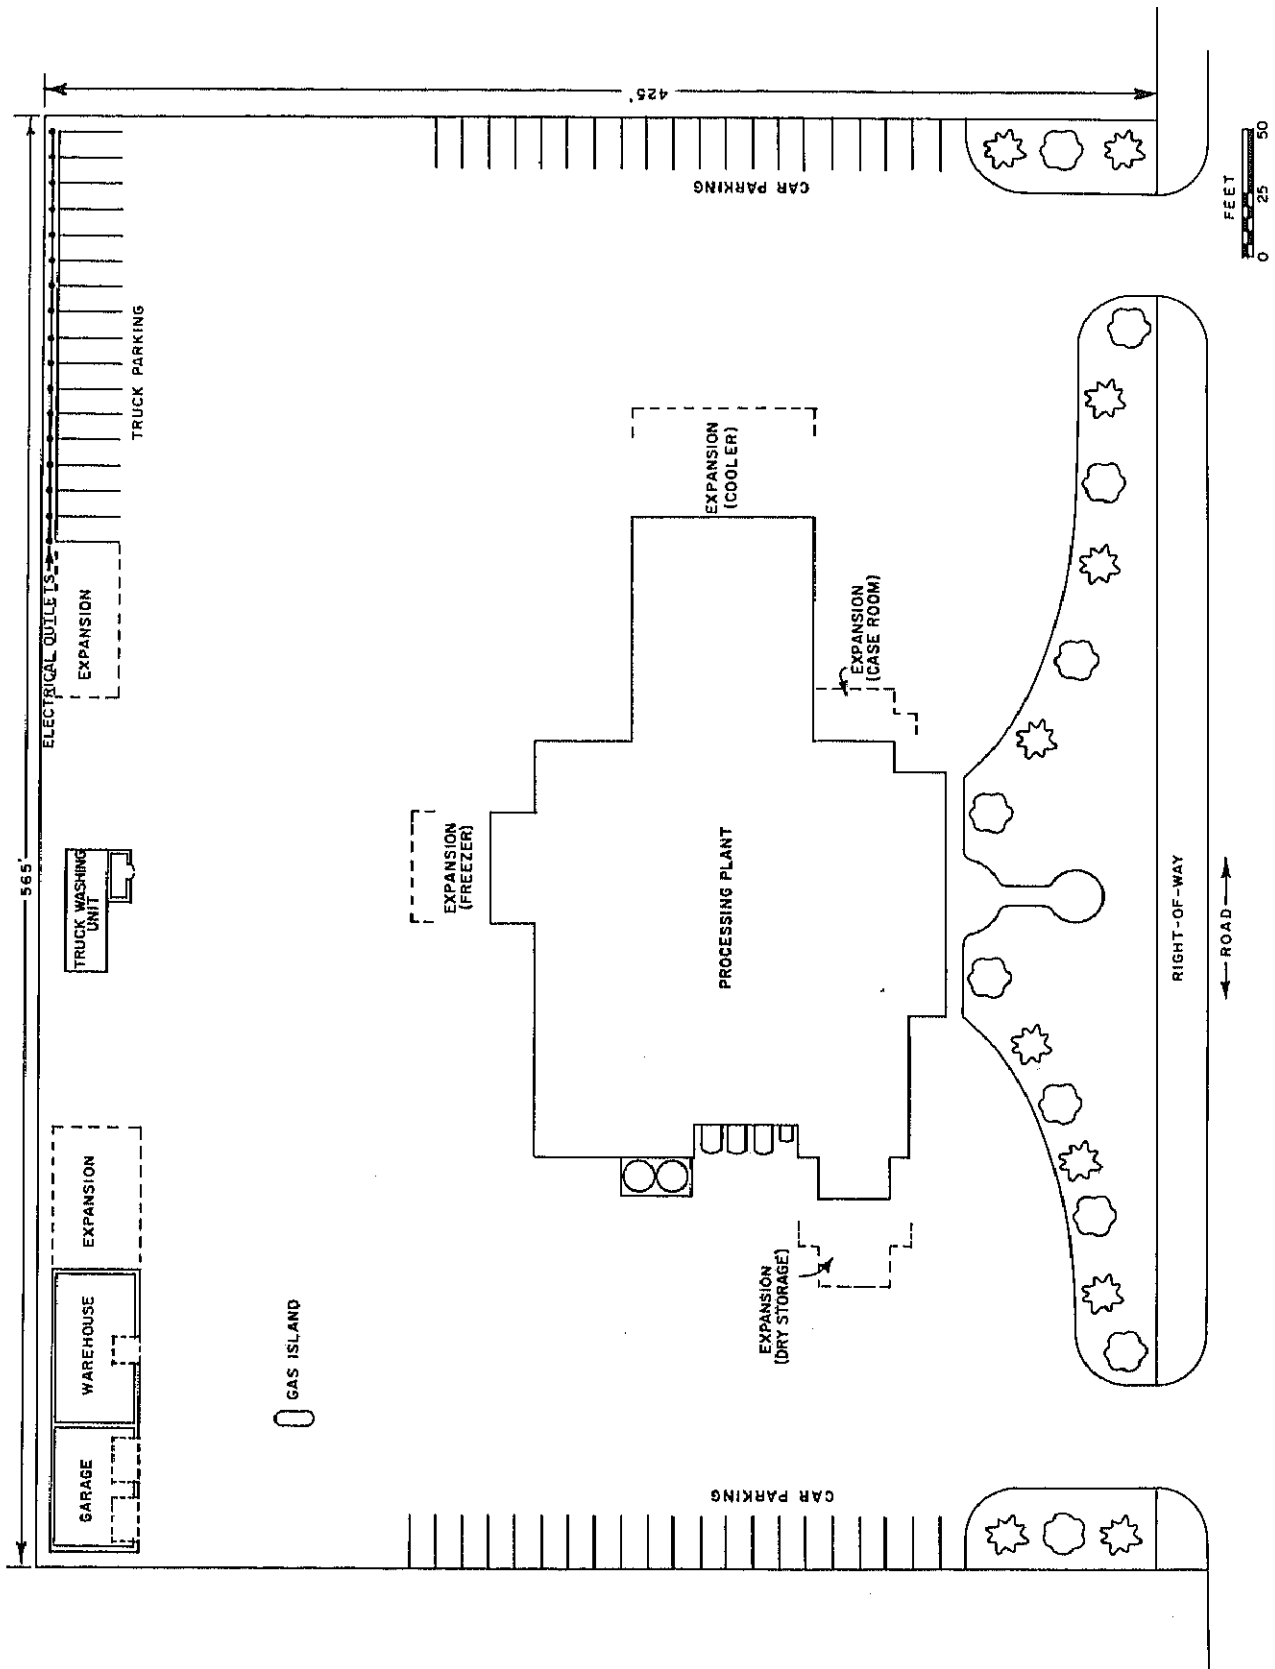 565'
425'
ELECTRICAL OUTLETS
TRUCK PARKING
EXPANSION
TRUCK WASHING
UNIT
EXPANSION
WAREHOUSE
GARAGE
GAS ISLAND
CAR PARKING
CAR PARKING
EXPANSION
(FREEZER)
EXPANSION
(COOLER)
EXPANSION
(CASE ROOM)
PROCESSING PLANT
EXPANSION
(DRY STORAGE)
RIGHT-OF-WAY
ROAD
FEET
0 25 50